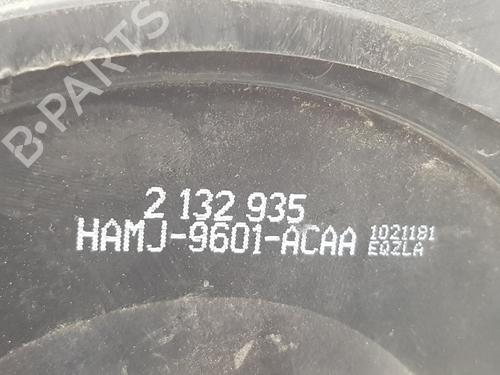 B-PARTS
2 132 935
HAMJ-9601-ACAA
1021181
EQZLA